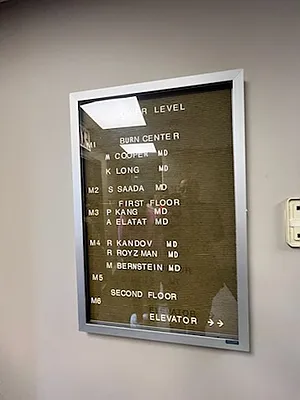 LEVEL
M1 BURN CENTER
M COOPER MD
K LONG MD
M2 S SAADA MD
FIRST FLOOR
M3 P KANG MD
A ELATAT MD
M4 R KANDOV MD
R ROYZMAN MD
M BERNSTEIN MD
M5
SECOND FLOOR
M6
ELEVATOR →→